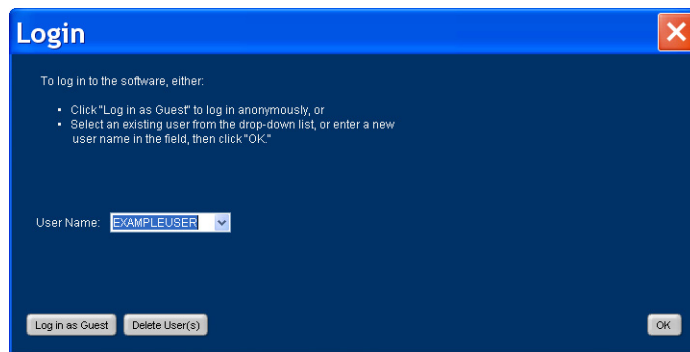 Login
To log in to the software, either:
• Click "Log in as Guest" to log in anonymously, or
• Select an existing user from the drop-down list, or enter a new
user name in the field, then click "OK."
User Name: EXAMPLEUSER
Log in as Guest Delete User(s) OK